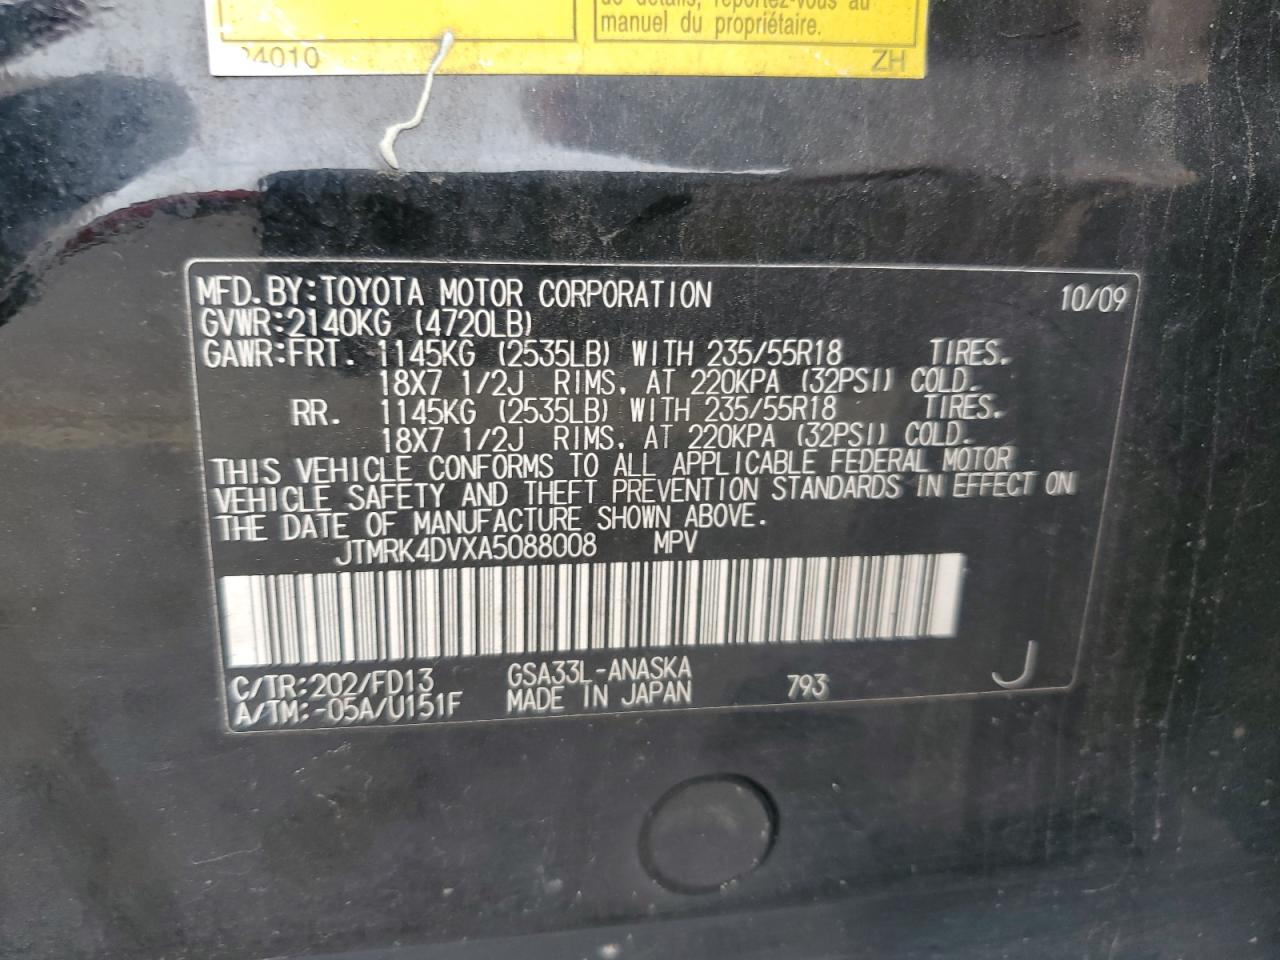 de détails, reportez-vous au
manuel du propriétaire.
24010 ZH
MFD.BY:TOYOTA MOTOR CORPORATION 10/09
GVWR:2140KG (4720LB)
GAWR:FRT. 1145KG (2535LB) WITH 235/55R18 TIRES.
18X7 1/2J RIMS, AT 220KPA (32PSI) COLD.
RR. 1145KG (2535LB) WITH 235/55R18 TIRES.
18X7 1/2J RIMS, AT 220KPA (32PSI) COLD.
THIS VEHICLE CONFORMS TO ALL APPLICABLE FEDERAL MOTOR
VEHICLE SAFETY AND THEFT PREVENTION STANDARDS IN EFFECT ON
THE DATE OF MANUFACTURE SHOWN ABOVE.
JTMRK4DVXA5088008 MPV
C/TR:202/FD13 GSA33L-ANASKA
A/TM:-05A/U151F MADE IN JAPAN 793 J